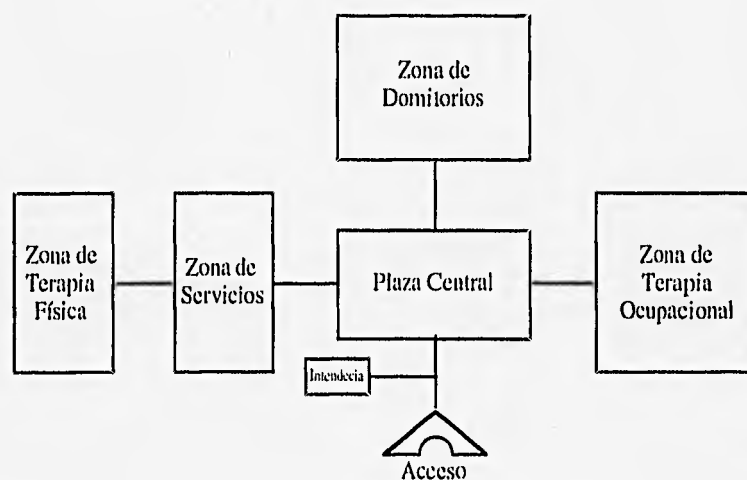 Zona de
Domitorios
Zona de
Terapia
Física
Zona de
Servicios
Plaza Central
Zona de
Terapia
Ocupacional
Intendecia
Acceso